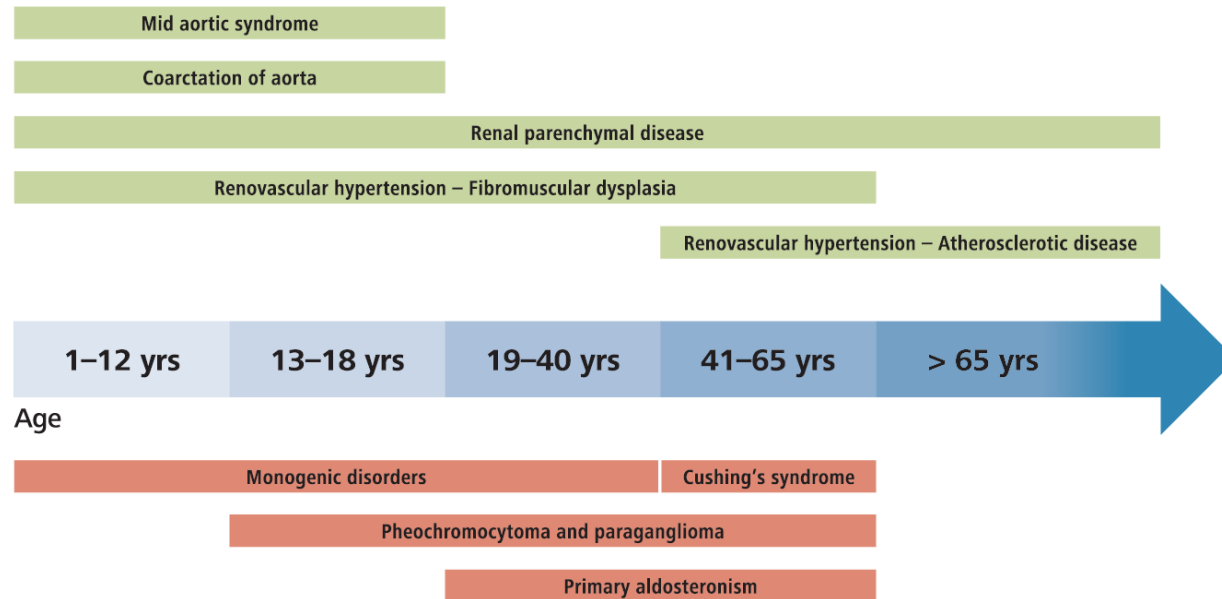 Mid aortic syndrome
Coarctation of aorta
Renal parenchymal disease
Renovascular hypertension – Fibromuscular dysplasia
Renovascular hypertension – Atherosclerotic disease
1–12 yrs
13–18 yrs
19–40 yrs
41–65 yrs
> 65 yrs
Age
Monogenic disorders
Cushing’s syndrome
Pheochromocytoma and paraganglioma
Primary aldosteronism